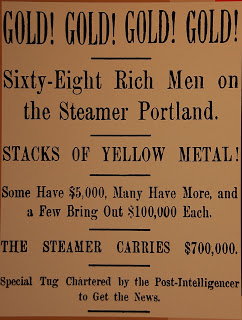 GOLD! GOLD! GOLD! GOLD!
Sixty-Eight Rich Men on
the Steamer Portland.
STACKS OF YELLOW METAL!
Some Have $5,000, Many Have More, and
a Few Bring Out $100,000 Each.
THE STEAMER CARRIES $700,000.
Special Tug Chartered by the Post-Intelligencer
to Get the News.